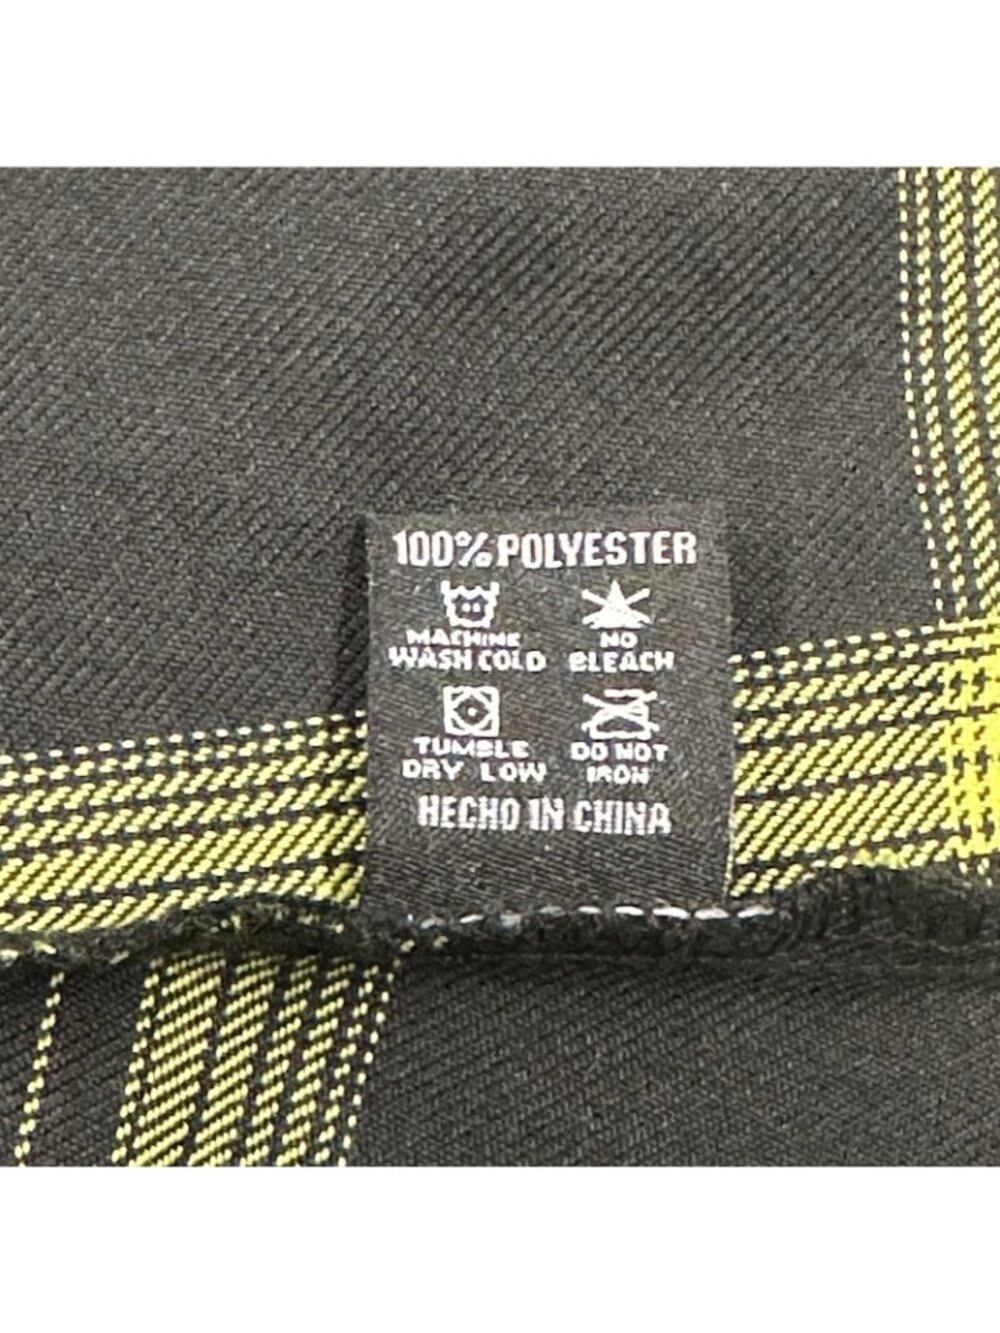 100% POLYESTER
MACHINE NO
WASH COLD BLEACH
TUMBLE DO NOT
DRY LOW IRON
HECHO IN CHINA